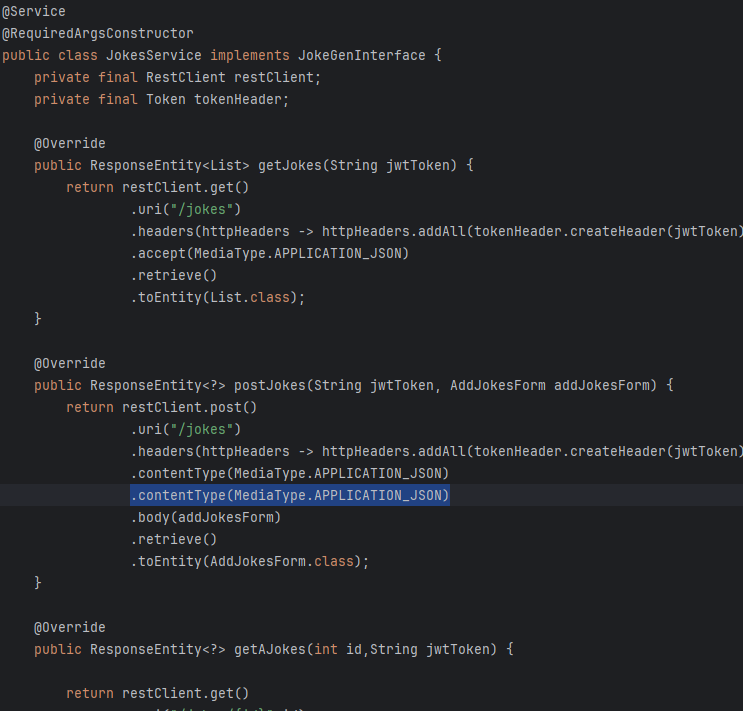 @Service
@RequiredArgsConstructor
public class JokesService implements JokeGenInterface {
private final RestClient restClient;
private final Token tokenHeader;
@Override
public ResponseEntity<List> getJokes(String jwtToken) {
return restClient.get()
.uri("/jokes")
.headers(httpHeaders -> httpHeaders.addAll(tokenHeader.createHeader(jwtToken)
.accept(MediaType.APPLICATION_JSON)
.retrieve()
.toEntity(List.class);
}
@Override
public ResponseEntity<?> postJokes(String jwtToken, AddJokesForm addJokesForm) {
return restClient.post()
.uri("/jokes")
.headers(httpHeaders -> httpHeaders.addAll(tokenHeader.createHeader(jwtToken)
.contentType(MediaType.APPLICATION_JSON)
.contentType(MediaType.APPLICATION_JSON)
.body(addJokesForm)
.retrieve()
.toEntity(AddJokesForm.class);
}
@Override
public ResponseEntity<?> getAJokes(int id,String jwtToken) {
return restClient.get()